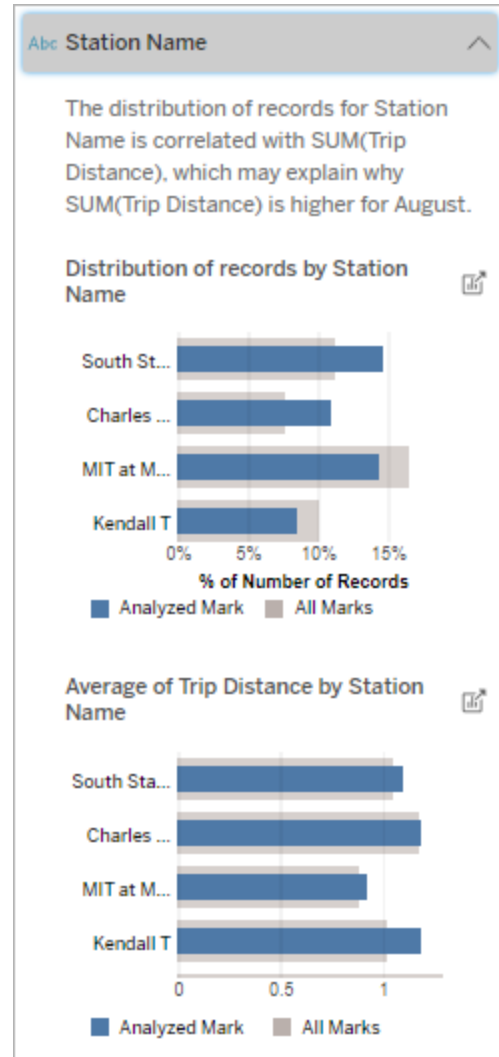 Abc Station Name
The distribution of records for Station
Name is correlated with SUM(Trip
Distance), which may explain why
SUM(Trip Distance) is higher for August.
Distribution of records by Station
Name
South St...
Charles ...
MIT at M...
Kendall T
0% 5% 10% 15%
% of Number of Records
Analyzed Mark All Marks
Average of Trip Distance by Station
Name
South Sta...
Charles ...
MIT at M...
Kendall T
0 0.5 1
Analyzed Mark All Marks